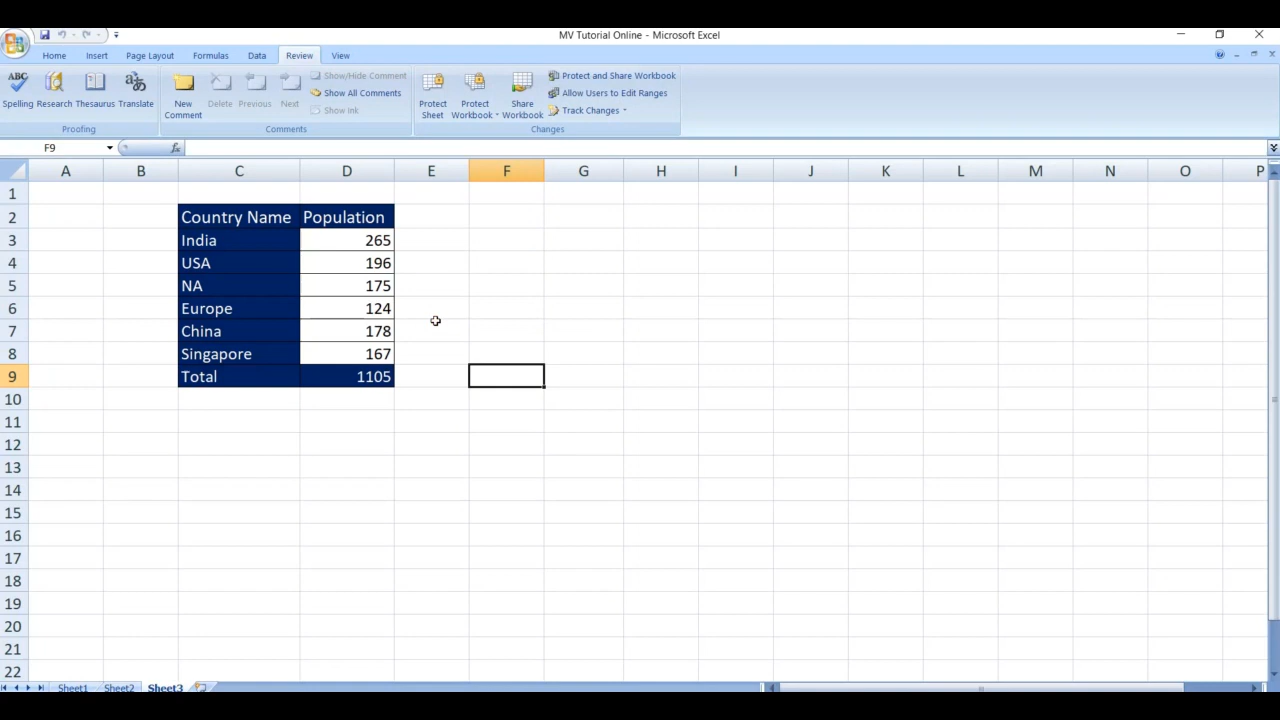 MV Tutorial Online - Microsoft Excel
Home Insert Page Layout Formulas Data Review View
ABC
Spelling Research Thesaurus Translate
Proofing
New Comment Delete Previous Next
Show/Hide Comment
Show All Comments
Show Ink
Comments
Protect Sheet Protect Workbook Share Workbook
Protect and Share Workbook
Allow Users to Edit Ranges
Track Changes
Changes
F9 fx
A B C D E F G H I J K L M N O P
1
2 Country Name Population
3 India 265
4 USA 196
5 NA 175
6 Europe 124
7 China 178
8 Singapore 167
9 Total 1105
10
11
12
13
14
15
16
17
18
19
20
21
22
Sheet1 Sheet2 Sheet3